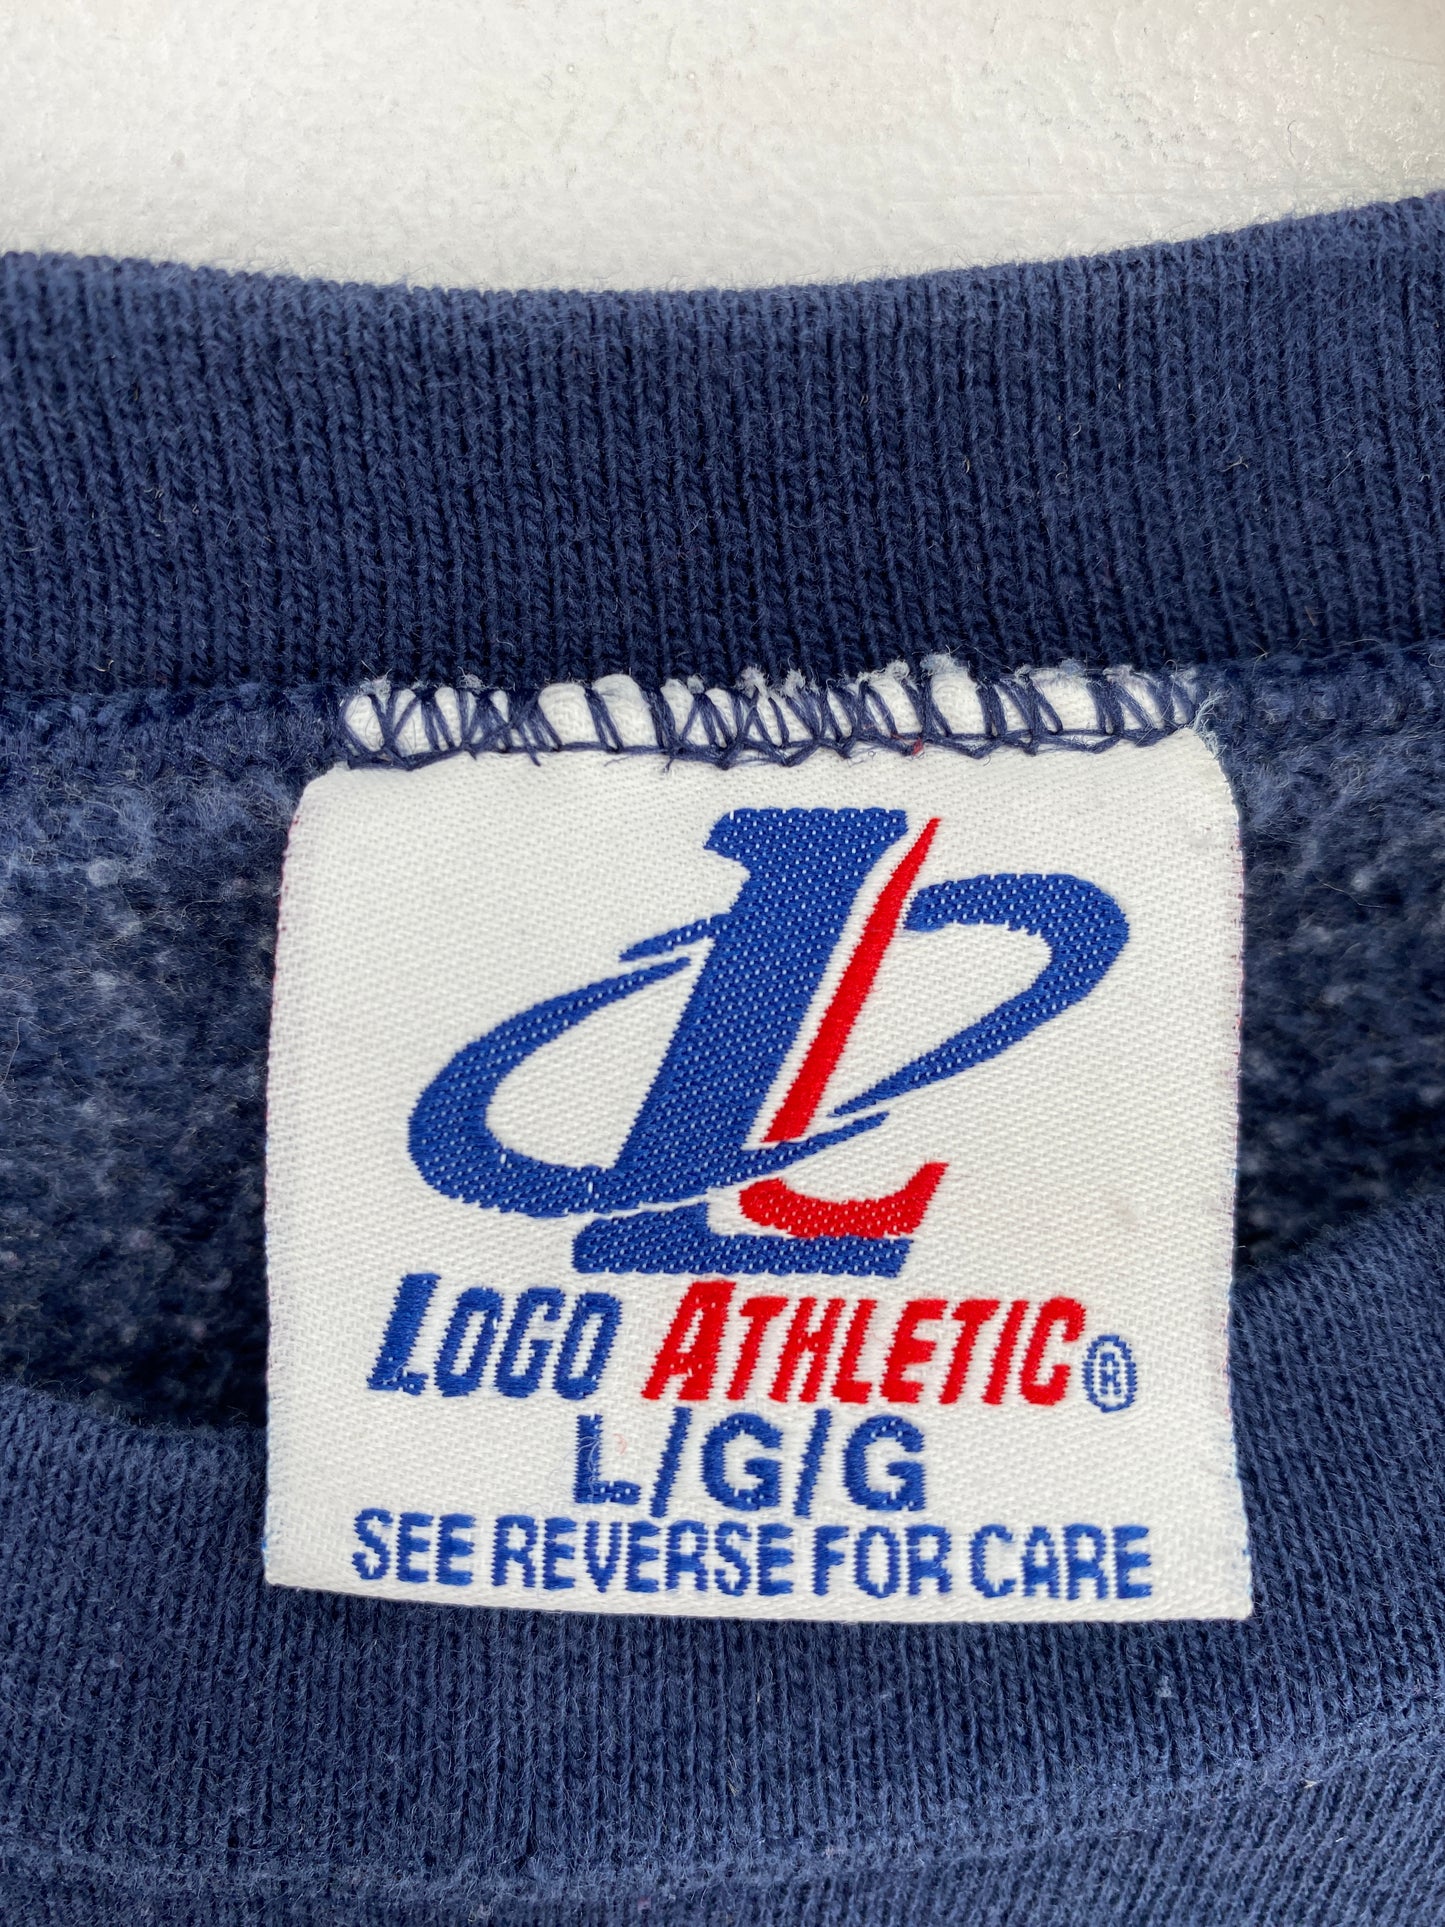 L
LOGO ATHLETIC®
L/G/G
SEE REVERSE FOR CARE